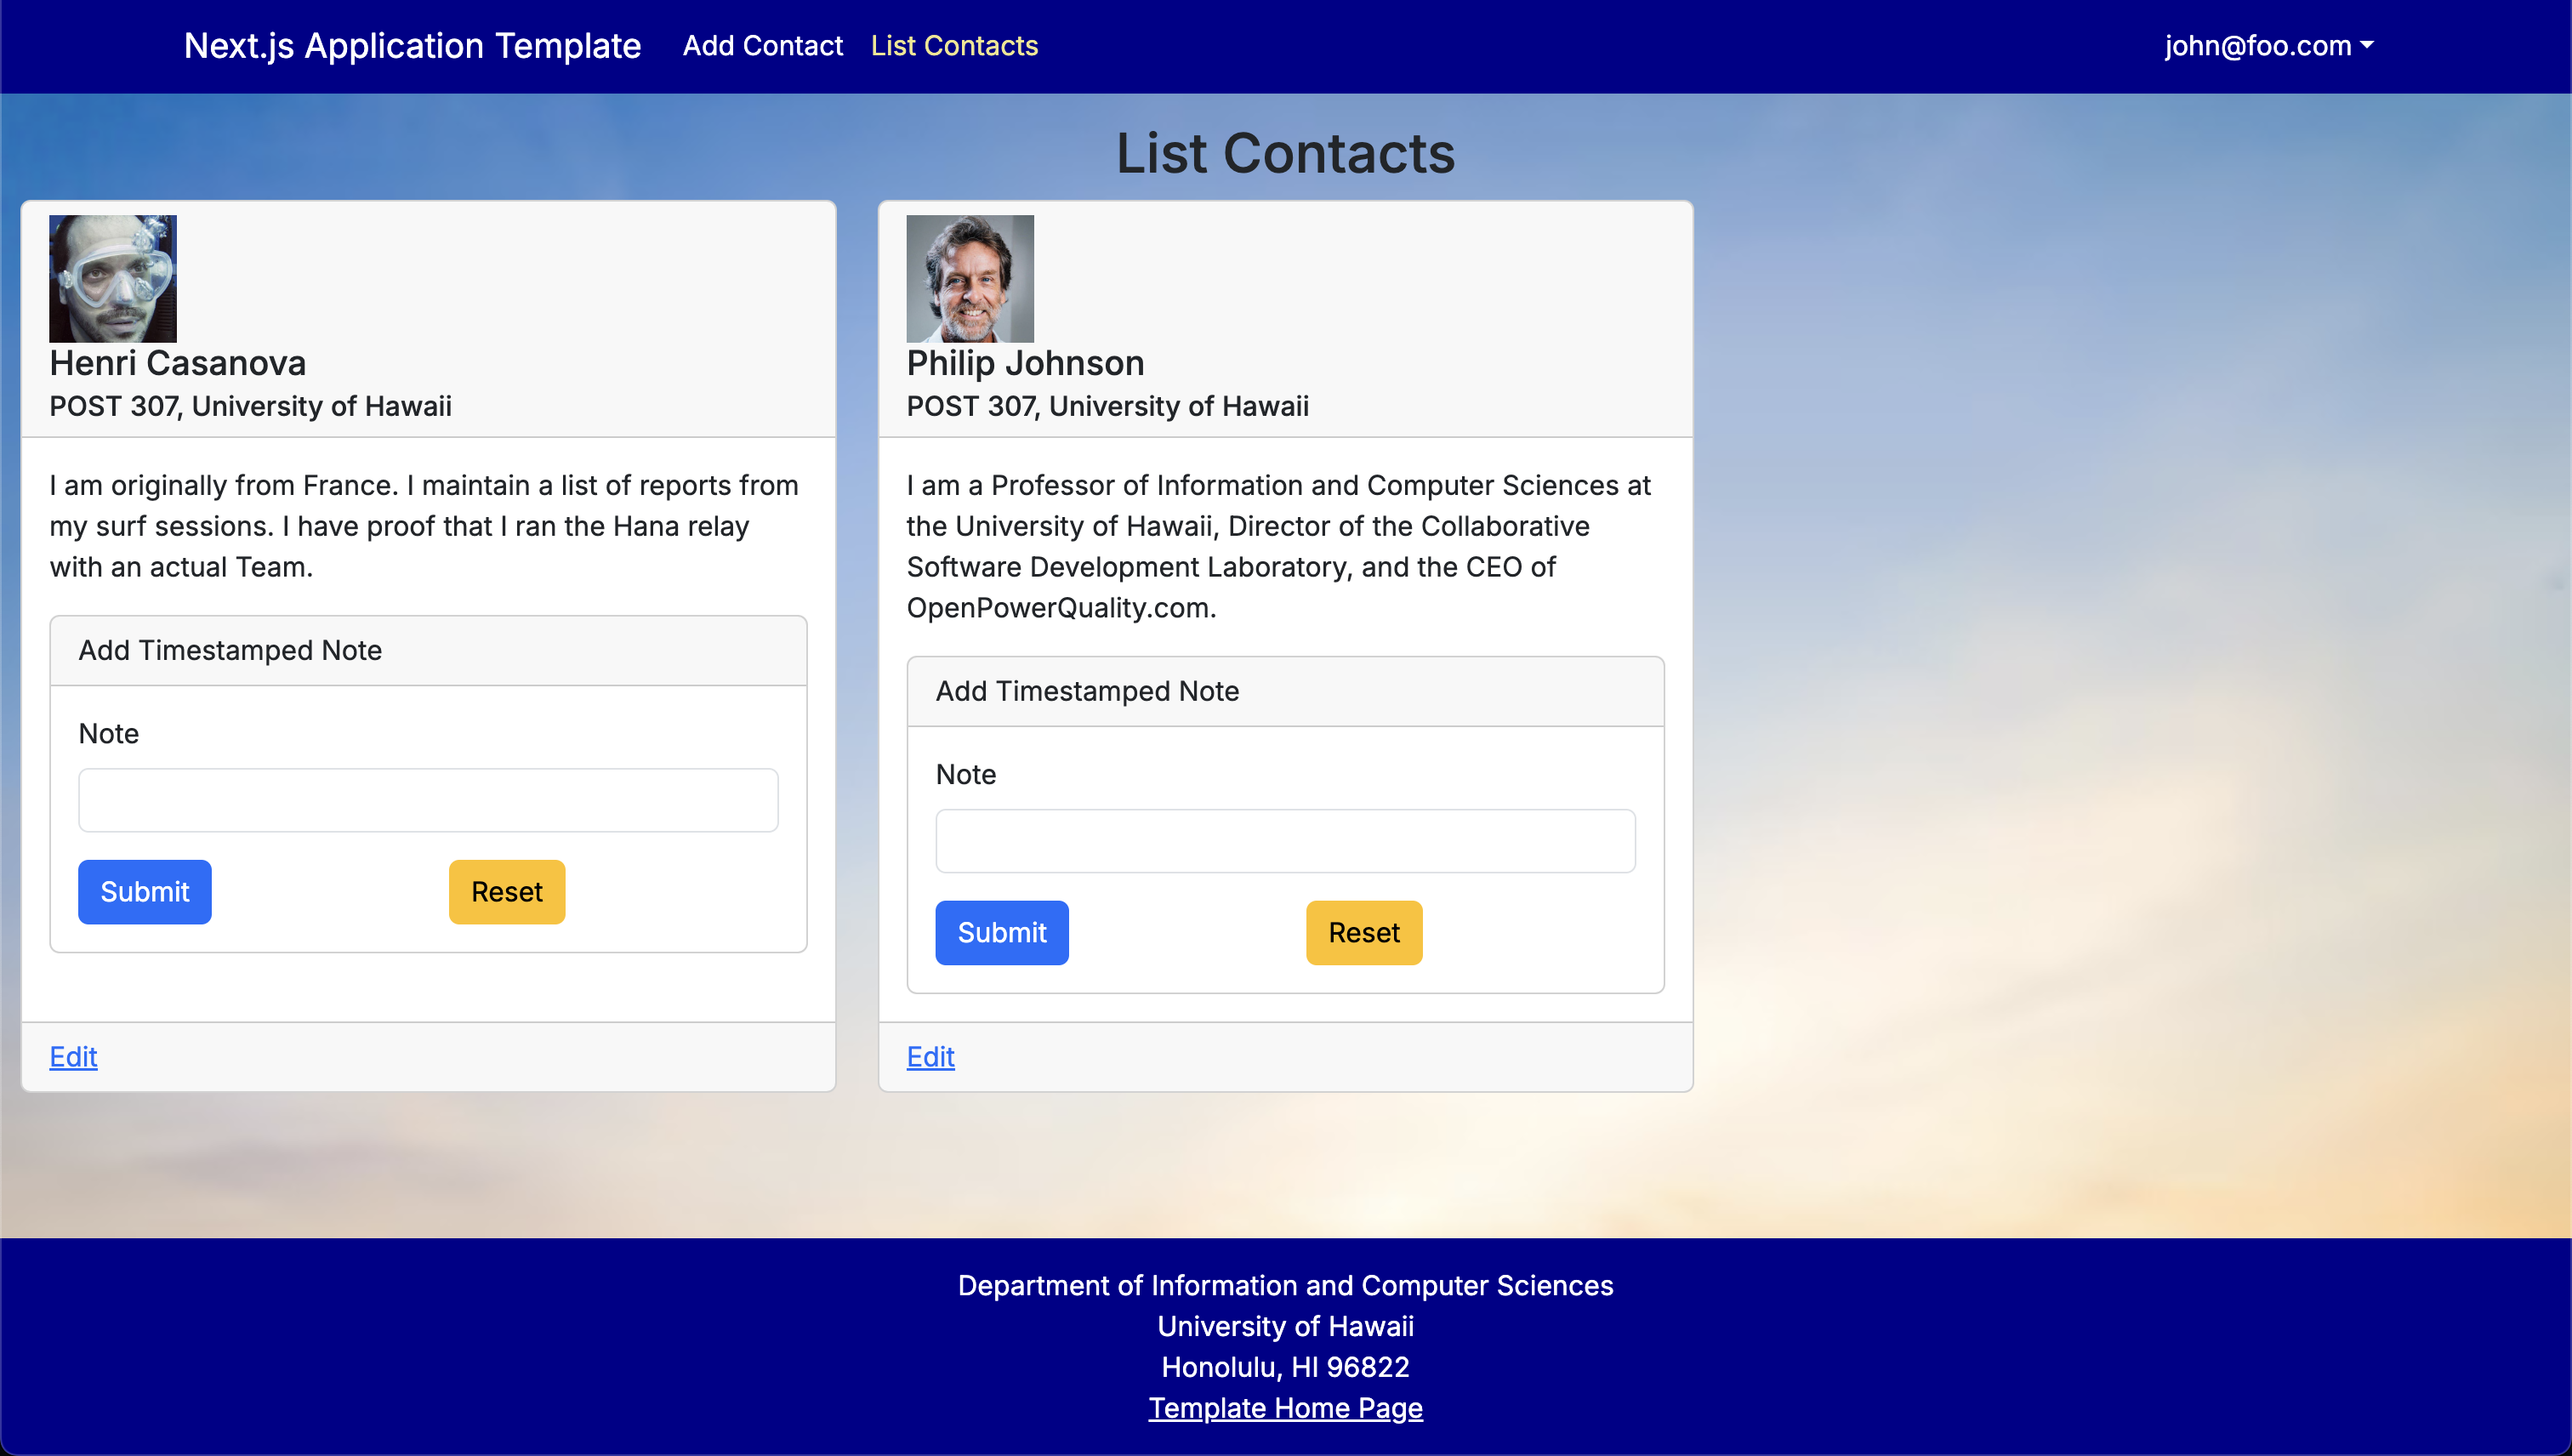 Next.js Application Template Add Contact List Contacts john@foo.com
List Contacts
Henri Casanova
POST 307, University of Hawaii
I am originally from France. I maintain a list of reports from
my surf sessions. I have proof that I ran the Hana relay
with an actual Team.
Add Timestamped Note
Note
Submit Reset
Edit
Philip Johnson
POST 307, University of Hawaii
I am a Professor of Information and Computer Sciences at
the University of Hawaii, Director of the Collaborative
Software Development Laboratory, and the CEO of
OpenPowerQuality.com.
Add Timestamped Note
Note
Submit Reset
Edit
Department of Information and Computer Sciences
University of Hawaii
Honolulu, HI 96822
Template Home Page